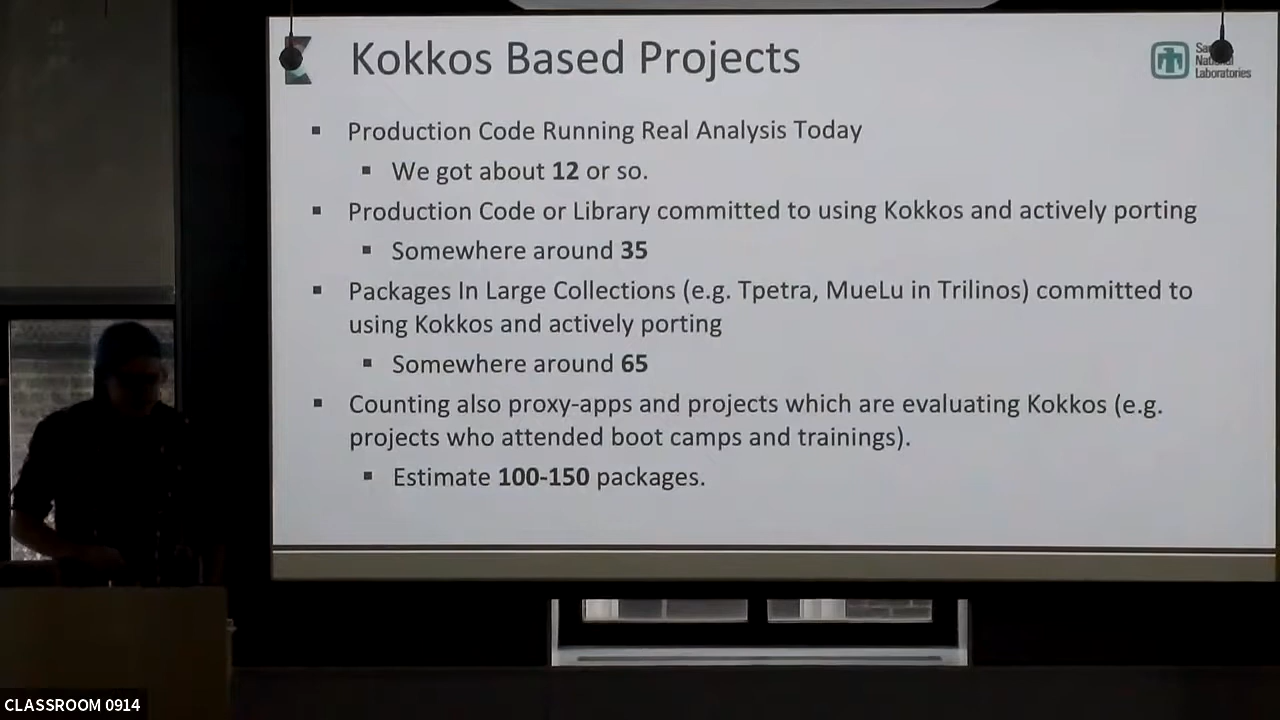 Kokkos Based Projects
National
Laboratories
Production Code Running Real Analysis Today
We got about 12 or so.
Production Code or Library committed to using Kokkos and actively porting
Somewhere around 35
Packages In Large Collections (e.g. Tpetra, MueLu in Trilinos) committed to
using Kokkos and actively porting
Somewhere around 65
Counting also proxy-apps and projects which are evaluating Kokkos (e.g.
projects who attended boot camps and trainings).
Estimate 100-150 packages.
CLASSROOM 0914